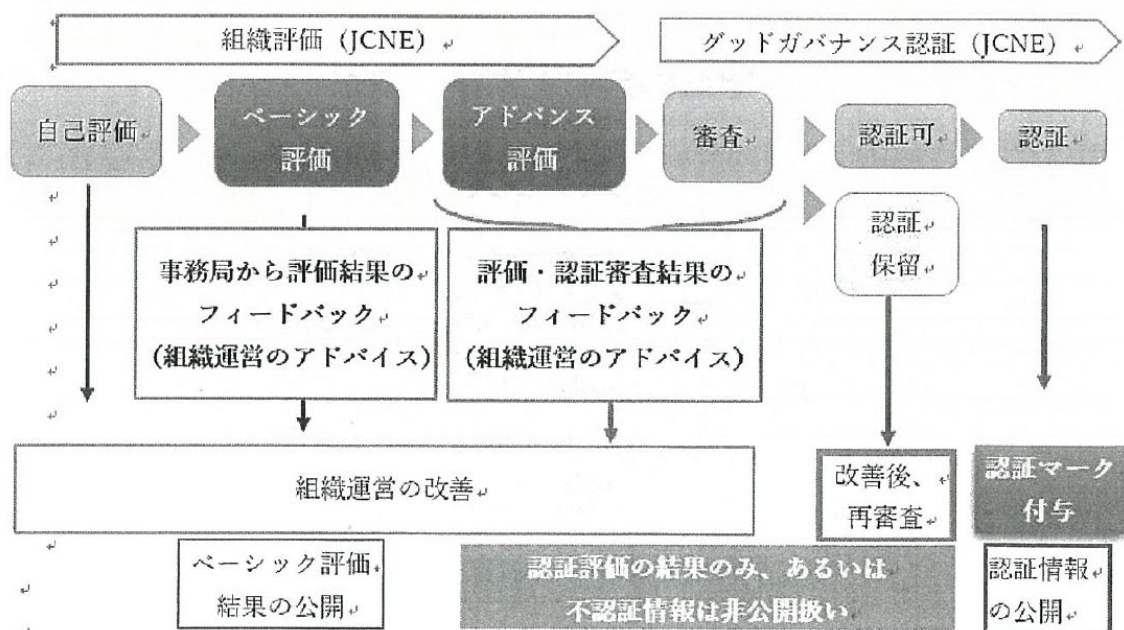 組織評価（JCNE）
グッドガバナンス認証（JCNE）
自己評価
ベーシック
評価
アドバンス
評価
審査
認証可
認証
認証
保留
事務局から評価結果の
フィードバック
(組織運営のアドバイス)
評価・認証審査結果の
フィードバック
(組織運営のアドバイス)
組織運営の改善
改善後、
再審査
認証マーク
付与
ベーシック評価
結果の公開
認証評価の結果のみ、あるいは
不認証情報は非公開扱い
認証情報
の公開